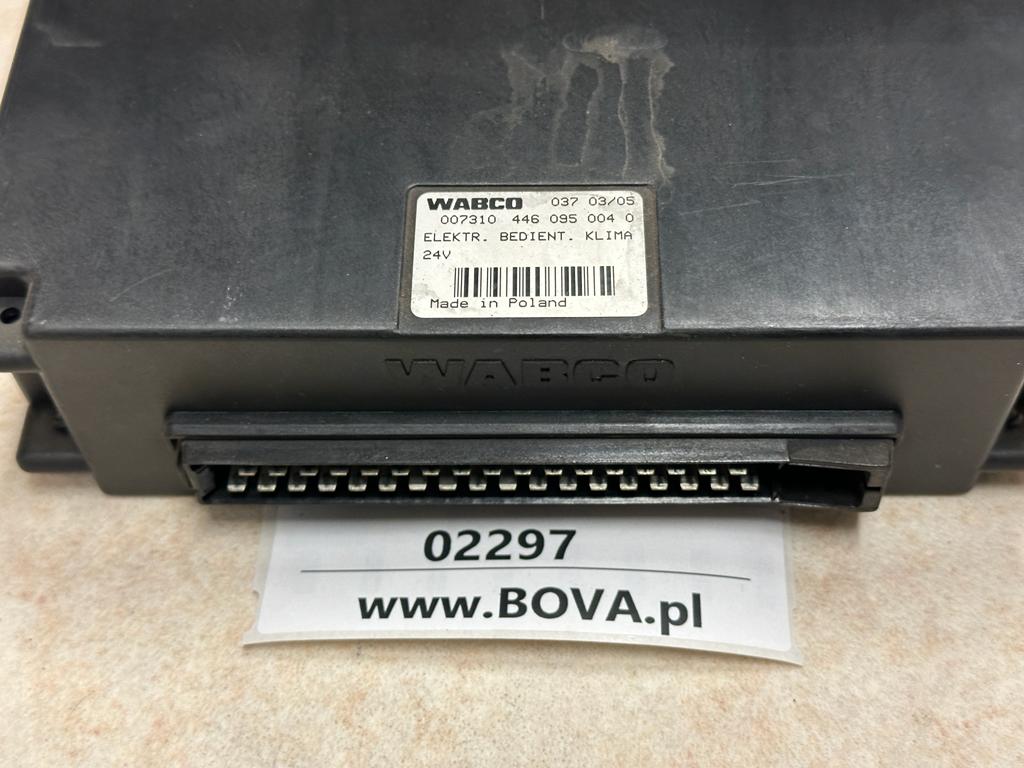 WABCO 037 03/05
007310 446 095 004 0
ELEKTR. BEDIENT. KLIMA
24V
Made in Poland
WABCO
02297
www.BOVA.pl